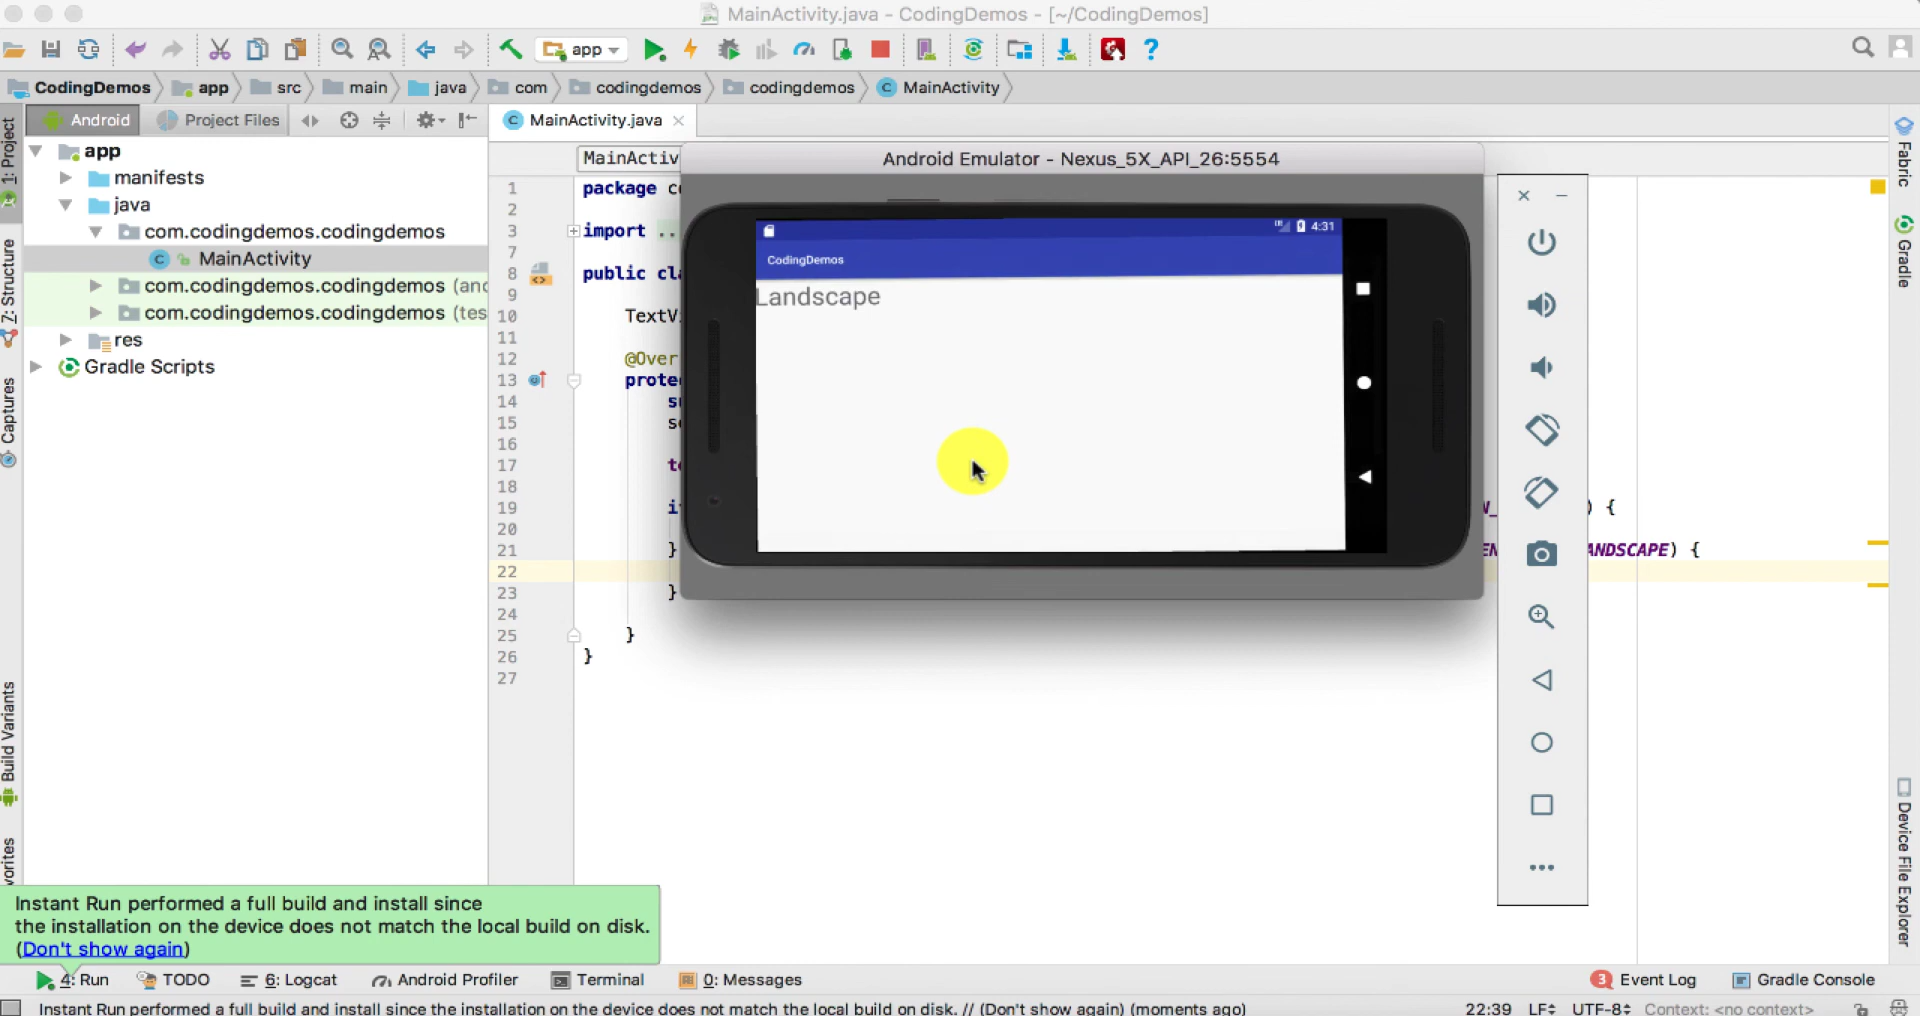 MainActivity.java - CodingDemos - [~/CodingDemos]
app
CodingDemos
app
src
main
java
com
codingdemos
codingdemos
MainActivity
Android
Project Files
MainActivity.java
1: Project
7: Structure
Captures
Build Variants
app
manifests
java
com.codingdemos.codingdemos
MainActivity
com.codingdemos.codingdemos (and
com.codingdemos.codingdemos (tes
res
Gradle Scripts
MainActiv
1 package c
2
3 import ..
7
8 public cl
9
10 TextV
11
12 @Over
13 prote
14 s
15 se
16
17 te
18
19 i N_ ) {
20
21 } EN ANDSCAPE) {
22
23 }
24
25 }
26 }
27
Android Emulator - Nexus_5X_API_26:5554
4:31
CodingDemos
Landscape
Fabric
Gradle
Device File Explorer
Instant Run performed a full build and install since
the installation on the device does not match the local build on disk.
(Don't show again)
4: Run
TODO
6: Logcat
Android Profiler
Terminal
0: Messages
3 Event Log
Gradle Console
Instant Run performed a full build and install since the installation on the device does not match the local build on disk. // (Don't show again) (moments ago)
22:39
LF
UTF-8
Context: <no context>